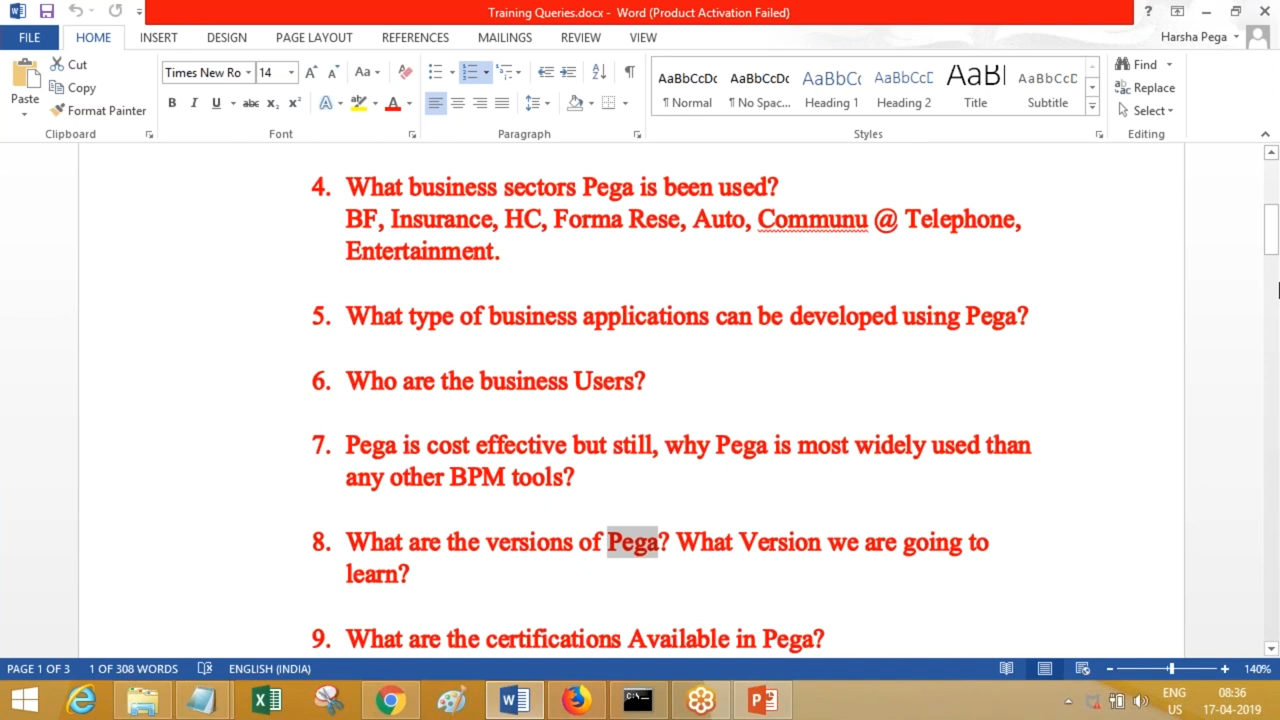 Training Queries.docx - Word (Product Activation Failed)
FILE HOME INSERT DESIGN PAGE LAYOUT REFERENCES MAILINGS REVIEW VIEW Harsha Pega
Paste
Cut
Copy
Format Painter
Clipboard
Times New Ro 14
Font
Paragraph
AaBbCcDc AaBbCcDc AaBbC AaBbCcD AaB AaBbCcD
¶ Normal ¶ No Spac... Heading 1 Heading 2 Title Subtitle
Styles
Find
Replace
Select
Editing
4. What business sectors Pega is been used?
BF, Insurance, HC, Forma Rese, Auto, Communu @ Telephone,
Entertainment.
5. What type of business applications can be developed using Pega?
6. Who are the business Users?
7. Pega is cost effective but still, why Pega is most widely used than
any other BPM tools?
8. What are the versions of Pega? What Version we are going to
learn?
9. What are the certifications Available in Pega?
PAGE 1 OF 3 1 OF 308 WORDS ENGLISH (INDIA) 140%
ENG 08:36
US 17-04-2019